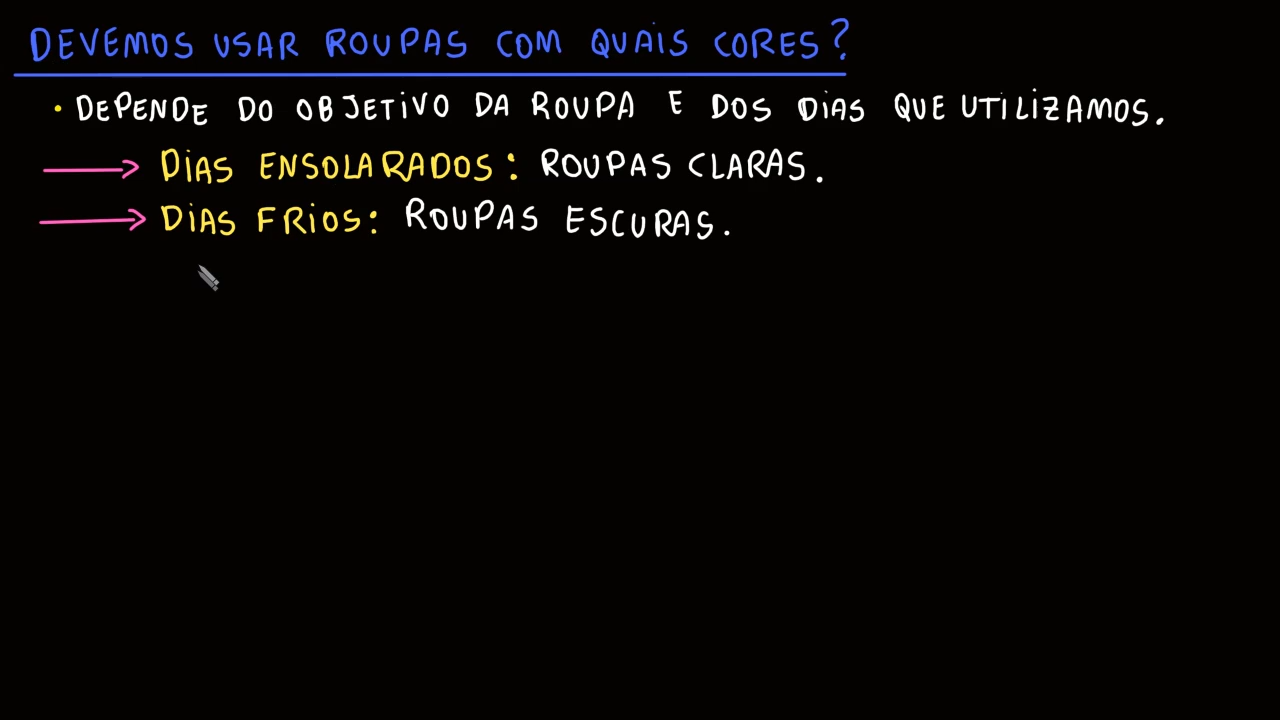 DEVEMOS USAR ROUPAS COM QUAIS CORES?
• DEPENDE DO OBJETIVO DA ROUPA E DOS DIAS QUE UTILIZAMOS.
→ DIAS ENSOLARADOS: ROUPAS CLARAS.
→ DIAS FRIOS: ROUPAS ESCURAS.